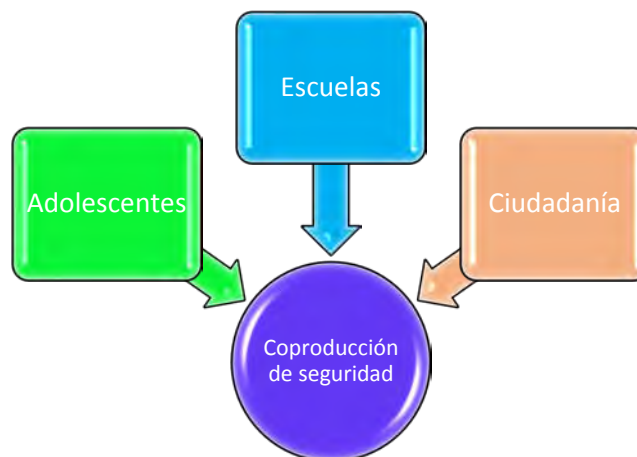 Escuelas
Adolescentes
Ciudadanía
Coproducción
de seguridad